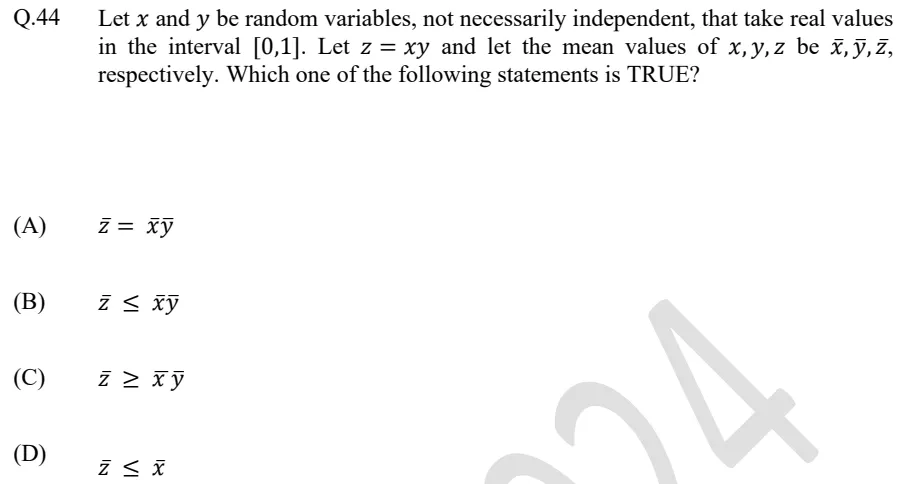 Q.44 Let 𝑥 and 𝑦 be random variables, not necessarily independent, that take real values
in the interval [0,1]. Let 𝑧 = 𝑥𝑦 and let the mean values of 𝑥, 𝑦, 𝑧 be 𝑥̅, 𝑦̅, 𝑧̅,
respectively. Which one of the following statements is TRUE?
(A) 𝑧̅ = 𝑥̅𝑦̅
(B) 𝑧̅ ≤ 𝑥̅𝑦̅
(C) 𝑧̅ ≥ 𝑥̅ 𝑦̅
(D) 𝑧̅ ≤ 𝑥̅
24